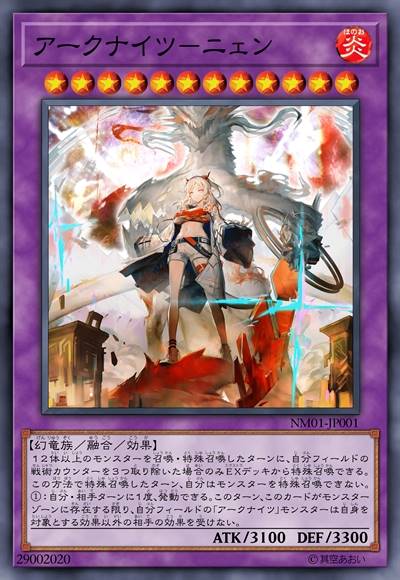 アークナイツーニェン
ほのお
炎
NM01-JP001
【幻竜族／融合／効果】
１２体以上のモンスターを召喚・特殊召喚したターンに、自分フィールドの
戦術カウンターを３つ取り除いた場合のみEXデッキから特殊召喚できる。
この方法で特殊召喚したターン、自分はモンスターを特殊召喚できない。
①：自分・相手ターンに１度、発動できる。このターン、このカードがモンスター
ゾーンに存在する限り、自分フィールドの「アークナイツ」モンスターは自身を
対象とする効果以外の相手の効果を受けない。
ATK/3100 DEF/3300
29002020
© 其空あおい